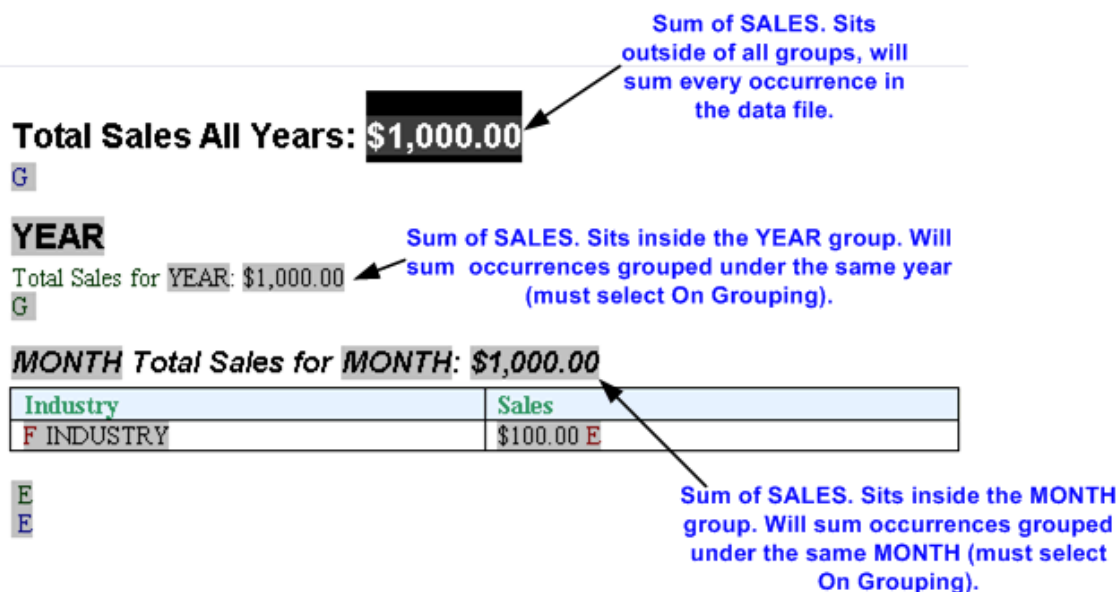 Sum of SALES. Sits
outside of all groups, will
sum every occurrence in
the data file.
Total Sales All Years: $1,000.00
G
YEAR
Total Sales for YEAR: $1,000.00
G
Sum of SALES. Sits inside the YEAR group. Will
sum occurrences grouped under the same year
(must select On Grouping).
MONTH Total Sales for MONTH: $1,000.00
Industry Sales
F INDUSTRY $100.00 E
E
E
Sum of SALES. Sits inside the MONTH
group. Will sum occurrences grouped
under the same MONTH (must select
On Grouping).